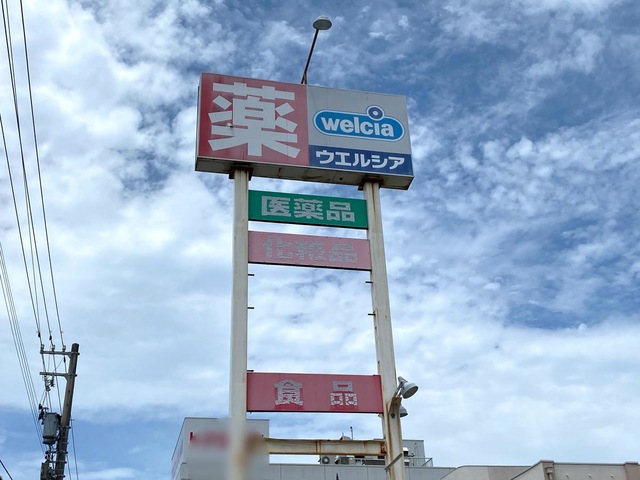 薬
welcia
ウエルシア
医薬品
化粧品
食品